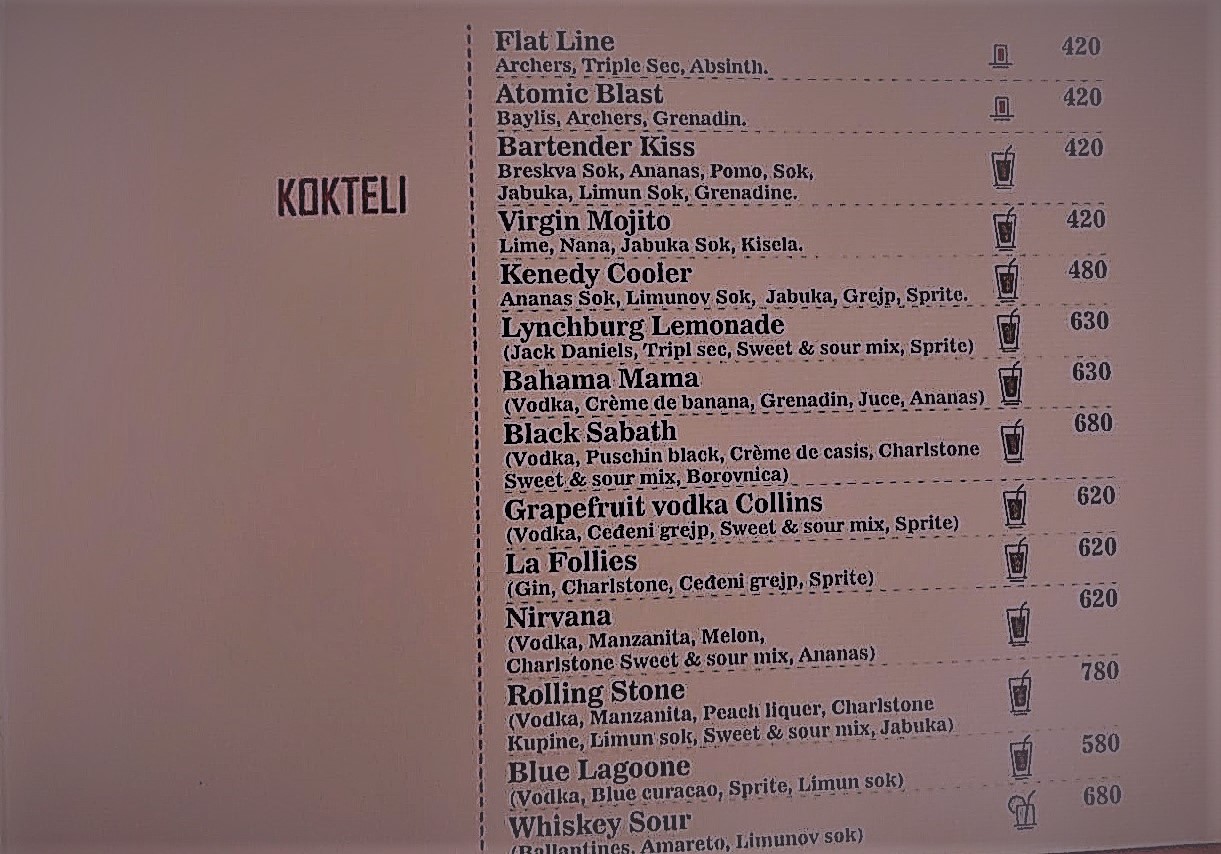 KOKTELI
Flat Line 420
Archers, Triple Sec, Absinth.
Atomic Blast 420
Baylis, Archers, Grenadin.
Bartender Kiss 420
Breskva Sok, Ananas, Pomo, Sok,
Jabuka, Limun Sok, Grenadine.
Virgin Mojito 420
Lime, Nana, Jabuka Sok, Kisela.
Kenedy Cooler 480
Ananas Sok, Limunov Sok, Jabuka, Grejp, Sprite.
Lynchburg Lemonade 630
(Jack Daniels, Tripl sec, Sweet & sour mix, Sprite)
Bahama Mama 630
(Vodka, Crème de banana, Grenadin, Juce, Ananas)
Black Sabath 680
(Vodka, Puschin black, Crème de casis, Charlstone
Sweet & sour mix, Borovnica)
Grapefruit vodka Collins 620
(Vodka, Ceđeni grejp, Sweet & sour mix, Sprite)
La Follies 620
(Gin, Charlstone, Ceđeni grejp, Sprite)
Nirvana 620
(Vodka, Manzanita, Melon,
Charlstone Sweet & sour mix, Ananas)
Rolling Stone 780
(Vodka, Manzanita, Peach liquer, Charlstone
Kupine, Limun sok, Sweet & sour mix, Jabuka)
Blue Lagoone 580
(Vodka, Blue curacao, Sprite, Limun sok)
Whiskey Sour 680
(Ballantines, Amareto, Limunov sok)